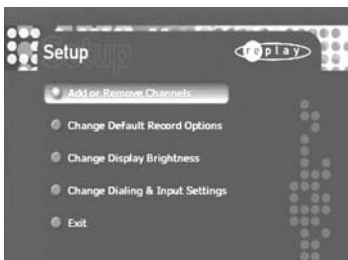 Setup
replay
Add or Remove Channels
Change Default Record Options
Change Display Brightness
Change Dialing & Input Settings
Exit